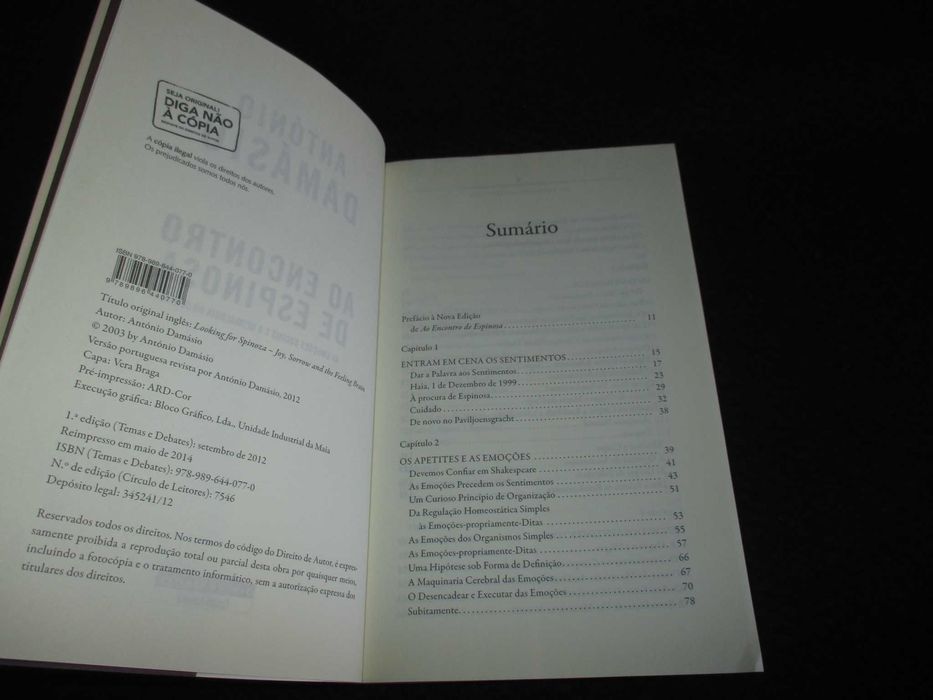 SEJA ORIGINAL!
DIGA NÃO
À CÓPIA
A cópia ilegal viola os direitos dos autores.
Os prejudicados somos todos nós.
ISBN 978-989-644-077-0
9789896440770
Título original inglês: Looking for Spinoza – Joy, Sorrow and the Feeling Brain
Autor: António Damásio
© 2003 by António Damásio
Versão portuguesa revista por António Damásio, 2012
Capa: Vera Braga
Pré-impressão: ARD-Cor
Execução gráfica: Bloco Gráfico, Lda., Unidade Industrial da Maia
1.ª edição (Temas e Debates): setembro de 2012
Reimpresso em maio de 2014
ISBN (Temas e Debates): 978-989-644-077-0
N.º de edição (Círculo de Leitores): 7546
Depósito legal: 345241/12
Reservados todos os direitos. Nos termos do código do Direito de Autor, é expres-
samente proibida a reprodução total ou parcial desta obra por quaisquer meios,
incluindo a fotocópia e o tratamento informático, sem a autorização expressa dos
titulares dos direitos.
Sumário
Prefácio à Nova Edição
de Ao Encontro de Espinosa 11
Capítulo 1
ENTRAM EM CENA OS SENTIMENTOS 15
Dar a Palavra aos Sentimentos 17
Haia, 1 de Dezembro de 1999 23
À procura de Espinosa 29
Cuidado 32
De novo no Paviljoensgracht 38
Capítulo 2
OS APETITES E AS EMOÇÕES 39
Devemos Confiar em Shakespeare 41
As Emoções Precedem os Sentimentos 43
Um Curioso Princípio de Organização 51
Da Regulação Homeostática Simples
às Emoções-propriamente-Ditas 53
As Emoções dos Organismos Simples 55
As Emoções-propriamente-Ditas 57
Uma Hipótese sob Forma de Definição 66
A Maquinaria Cerebral das Emoções 67
O Desencadear e Executar das Emoções 70
Subitamente 78